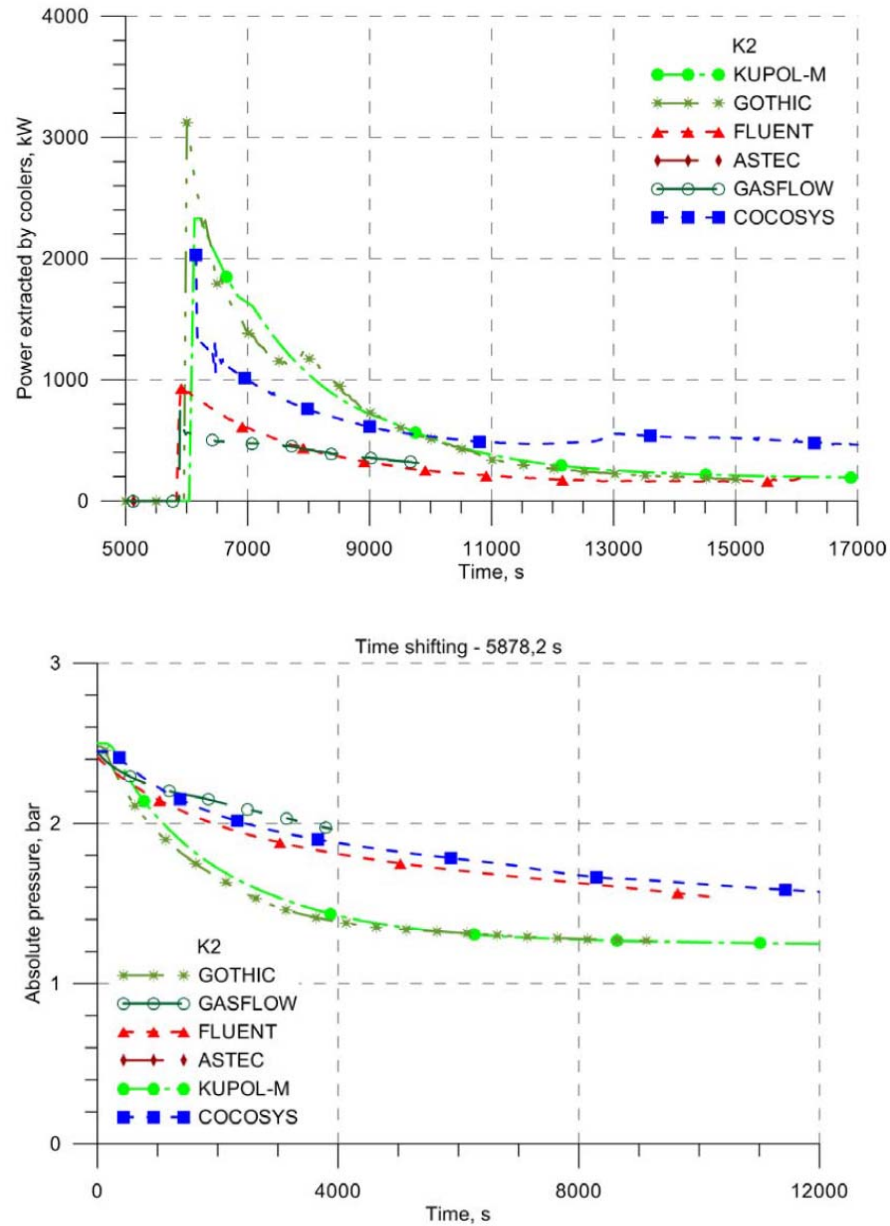 4000
3000
2000
1000
0
Power extracted by coolers, kW
K2
KUPOL-M
GOTHIC
FLUENT
ASTEC
GASFLOW
COCOSYS
5000 7000 9000 11000 13000 15000 17000
Time, s
Time shifting - 5878,2 s
3
2
1
0
Absolute pressure, bar
K2
GOTHIC
GASFLOW
FLUENT
ASTEC
KUPOL-M
COCOSYS
0 4000 8000 12000
Time, s